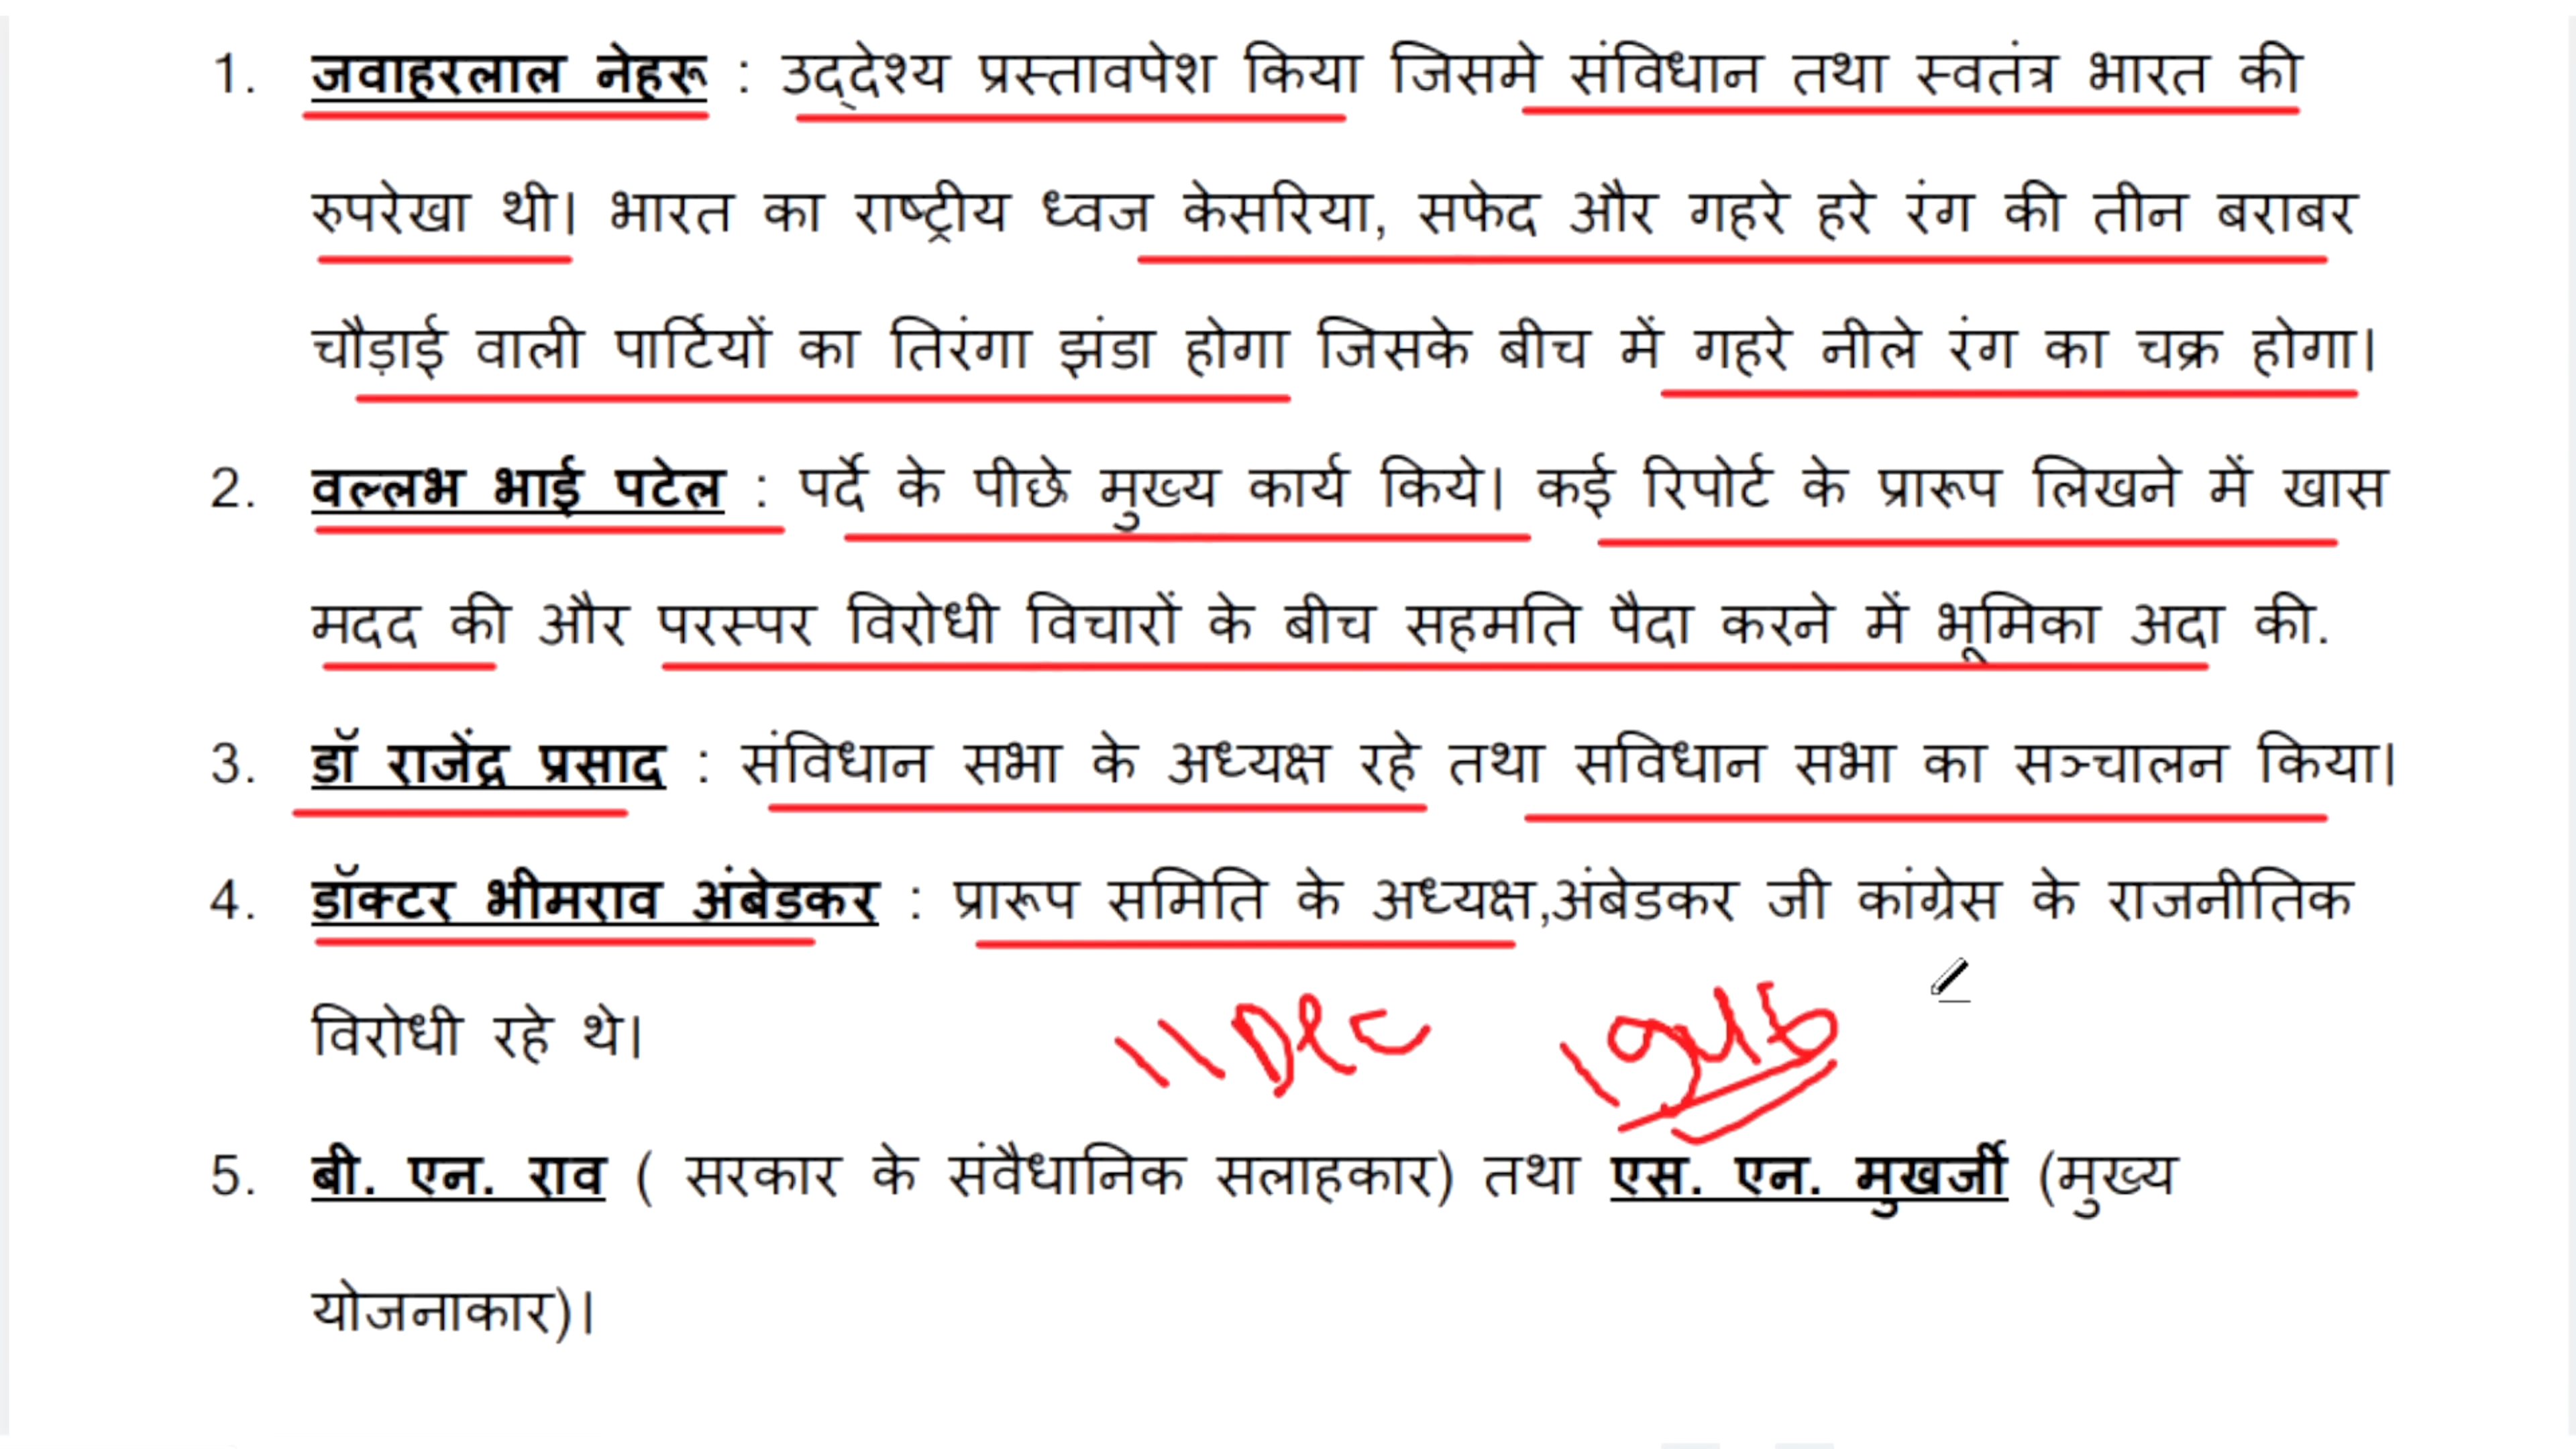 1. जवाहरलाल नेहरू : उद्देश्य प्रस्तावपेश किया जिसमे संविधान तथा स्वतंत्र भारत की
रुपरेखा थी। भारत का राष्ट्रीय ध्वज केसरिया, सफेद और गहरे हरे रंग की तीन बराबर
चौड़ाई वाली पार्टियों का तिरंगा झंडा होगा जिसके बीच में गहरे नीले रंग का चक्र होगा।
2. वल्लभ भाई पटेल : पर्दे के पीछे मुख्य कार्य किये। कई रिपोर्ट के प्रारूप लिखने में खास
मदद की और परस्पर विरोधी विचारों के बीच सहमति पैदा करने में भूमिका अदा की.
3. डॉ राजेंद्र प्रसाद : संविधान सभा के अध्यक्ष रहे तथा सविधान सभा का सञ्चालन किया।
4. डॉक्टर भीमराव अंबेडकर : प्रारूप समिति के अध्यक्ष,अंबेडकर जी कांग्रेस के राजनीतिक
विरोधी रहे थे।
11 Dec 1946
5. बी. एन. राव ( सरकार के संवैधानिक सलाहकार) तथा एस. एन. मुखर्जी (मुख्य
योजनाकार)।